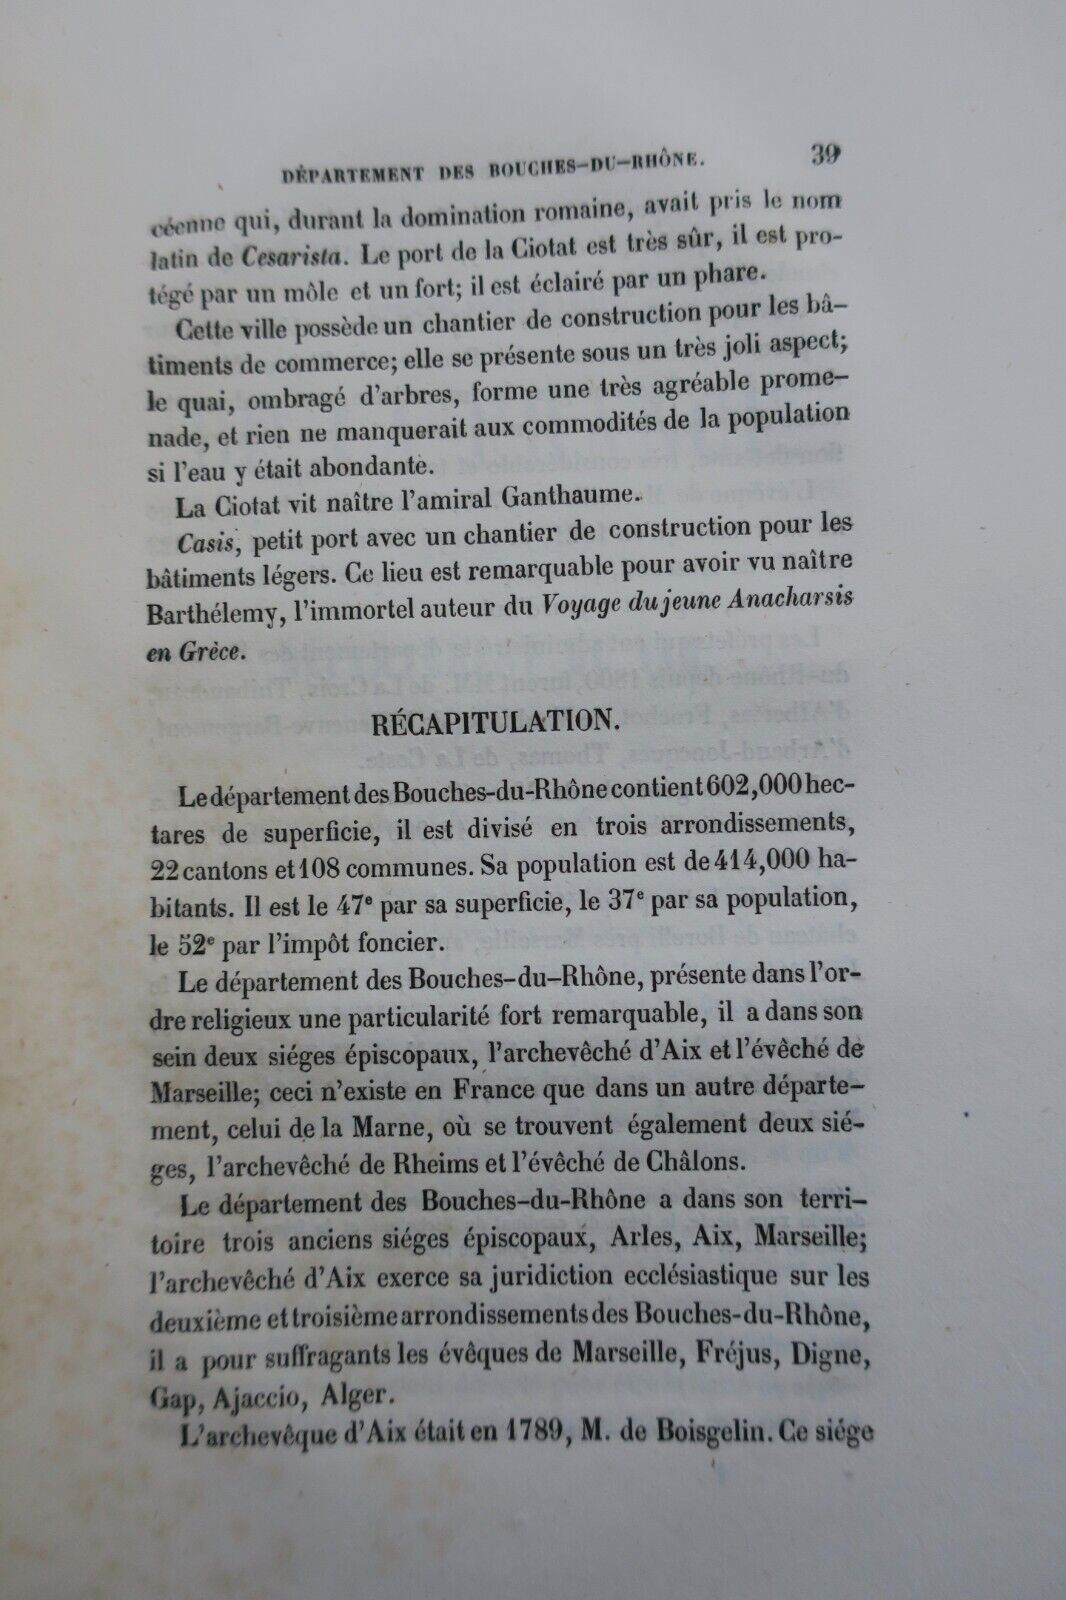 DÉPARTEMENT DES BOUCHES-DU-RHÔNE. 39
céenne qui, durant la domination romaine, avait pris le nom
latin de Cesarista. Le port de la Ciotat est très sûr, il est pro-
tégé par un môle et un fort; il est éclairé par un phare.
Cette ville possède un chantier de construction pour les bâ-
timents de commerce; elle se présente sous un très joli aspect;
le quai, ombragé d'arbres, forme une très agréable prome-
nade, et rien ne manquerait aux commodités de la population
si l'eau y était abondante.
La Ciotat vit naître l'amiral Ganthaume.
Casis, petit port avec un chantier de construction pour les
bâtiments légers. Ce lieu est remarquable pour avoir vu naître
Barthélemy, l'immortel auteur du Voyage du jeune Anacharsis
en Grèce.
RÉCAPITULATION.
Le département des Bouches-du-Rhône contient 602,000 hec-
tares de superficie, il est divisé en trois arrondissements,
22 cantons et 108 communes. Sa population est de 414,000 ha-
bitants. Il est le 47e par sa superficie, le 37e par sa population,
le 52e par l'impôt foncier.
Le département des Bouches-du-Rhône, présente dans l'or-
dre religieux une particularité fort remarquable, il a dans son
sein deux siéges épiscopaux, l'archevêché d'Aix et l'évêché de
Marseille; ceci n'existe en France que dans un autre départe-
ment, celui de la Marne, où se trouvent également deux sié-
ges, l'archevêché de Rheims et l'évêché de Châlons.
Le département des Bouches-du-Rhône a dans son terri-
toire trois anciens siéges épiscopaux, Arles, Aix, Marseille;
l'archevêché d'Aix exerce sa juridiction ecclésiastique sur les
deuxième et troisième arrondissements des Bouches-du-Rhône,
il a pour suffragants les évêques de Marseille, Fréjus, Digne,
Gap, Ajaccio, Alger.
L'archevêque d'Aix était en 1789, M. de Boisgelin. Ce siége